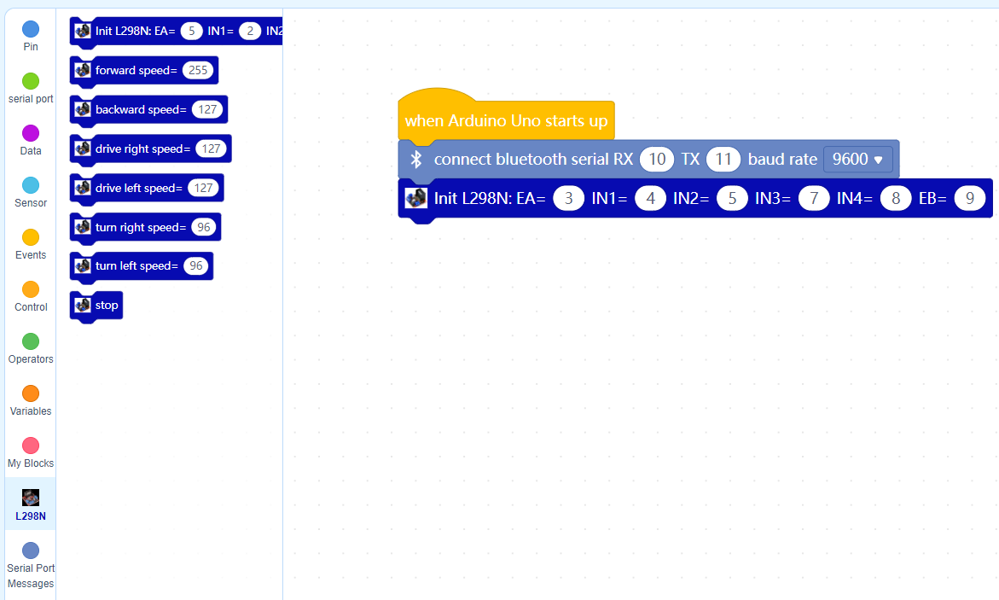 Pin
serial port
Data
Sensor
Events
Control
Operators
Variables
My Blocks
L298N
Serial Port
Messages
Init L298N: EA= 5 IN1= 2 IN2
forward speed= 255
backward speed= 127
drive right speed= 127
drive left speed= 127
turn right speed= 96
turn left speed= 96
stop
when Arduino Uno starts up
connect bluetooth serial RX 10 TX 11 baud rate 9600
Init L298N: EA= 3 IN1= 4 IN2= 5 IN3= 7 IN4= 8 EB= 9